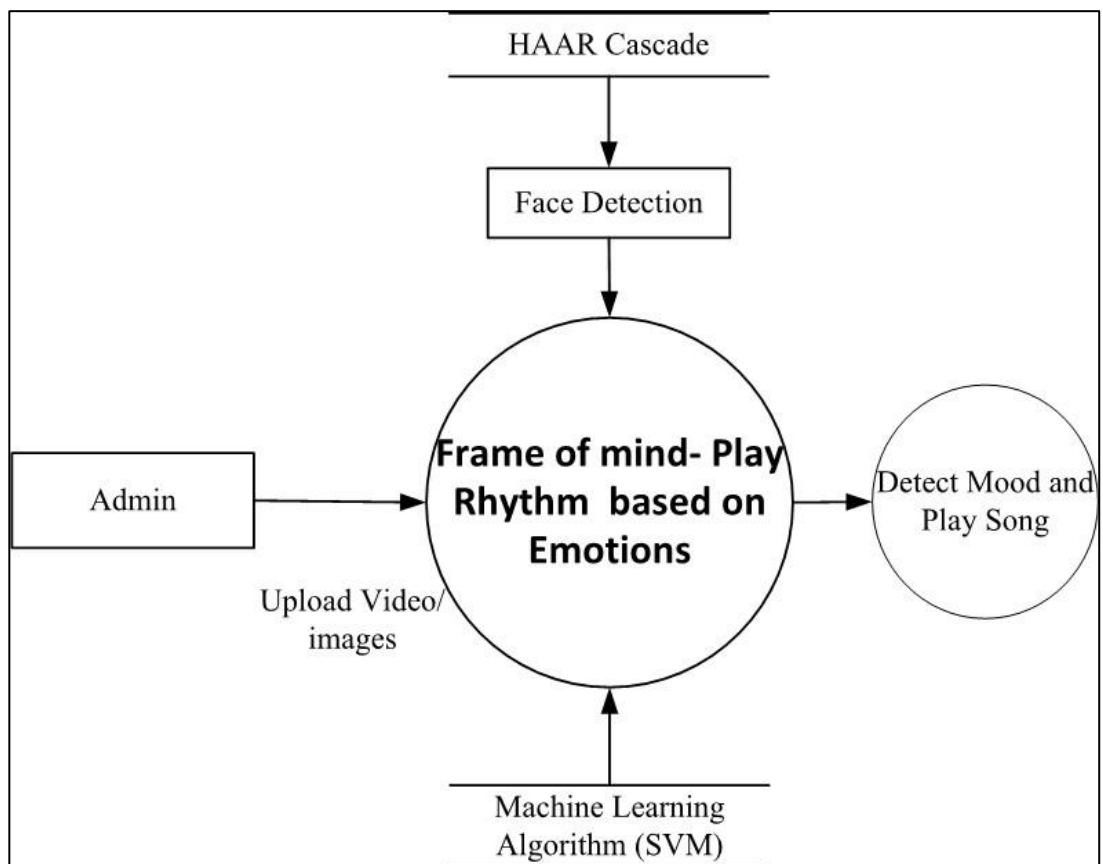 HAAR Cascade
Face Detection
Frame of mind- Play
Rhythm  based on
Emotions
Admin
Detect Mood and
Play Song
Upload Video/
images
Machine Learning
Algorithm (SVM)